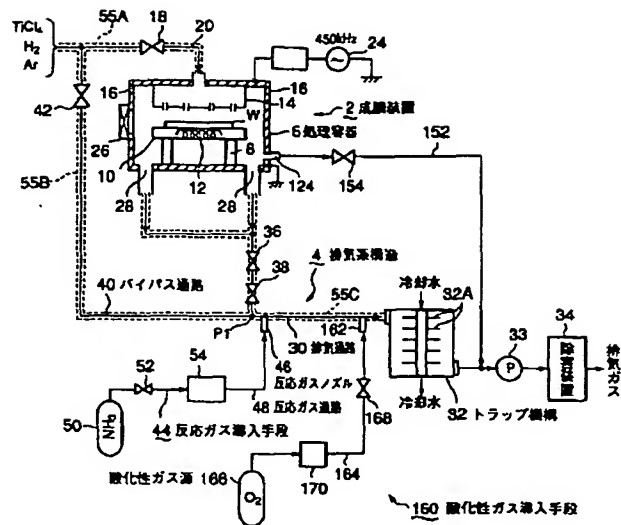 TiCl4
H2
Ar
55A
18
20
450kHz
24
42
16
14
16
2 成膜装置
W
6 処理容器
26
10
8
12
152
124
154
28
28
55B
36
4 排気系構造
38
40 バイパス通路
55C
冷却水
32A
P1
162
30 排気通路
34
33
P
除害装置
排気ガス
46
反応ガスノズル
52
54
48 反応ガス通路
168
冷却水
32 トラップ機構
50
NH3
44 反応ガス導入手段
酸化性ガス源 166
170
164
O2
160 酸化性ガス導入手段